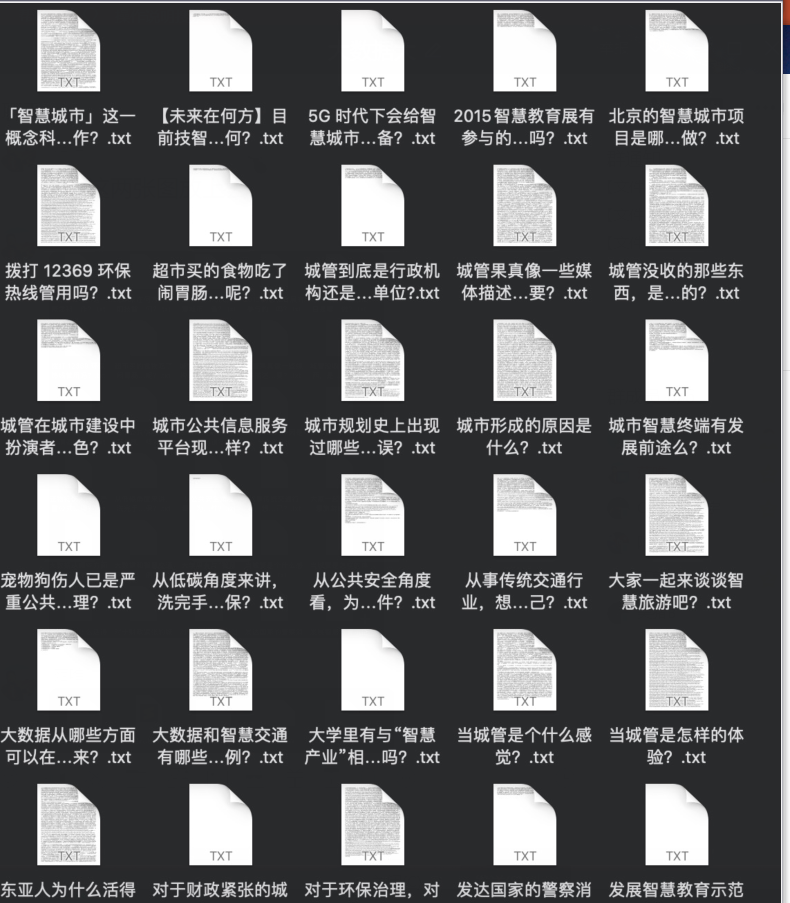 TXT TXT TXT TXT TXT
「智慧城市」这一 【未来在何方】目 5G 时代下会给智 2015智慧教育展有 北京的智慧城市项
概念科...作？.txt 前技智...何？.txt 慧城市...备？.txt 参与的...吗？.txt 目是哪...做？.txt
TXT TXT TXT TXT TXT
拨打 12369 环保 超市买的食物吃了 城管到底是行政机 城管果真像一些媒 城管没收的那些东
热线管用吗？.txt 闹胃肠...呢？.txt 构还是...单位?.txt 体描述...要？.txt 西，是...的？.txt
TXT TXT TXT TXT TXT
城管在城市建设中 城市公共信息服务 城市规划史上出现 城市形成的原因是 城市智慧终端有发
扮演者...色？.txt 平台现...样？.txt 过哪些...误？.txt 什么？.txt 展前途么？.txt
TXT TXT TXT TXT TXT
宠物狗伤人已是严 从低碳角度来讲， 从公共安全角度 从事传统交通行 大家一起来谈谈智
重公共...理？.txt 洗完手...保？.txt 看，为...件？.txt 业，想...己？.txt 慧旅游吧？.txt
TXT TXT TXT TXT TXT
大数据从哪些方面 大数据和智慧交通 大学里有与“智慧 当城管是个什么感 当城管是怎样的体
可以在...来？.txt 有哪些...例？.txt 产业”相...吗？.txt 觉？.txt 验？.txt
TXT TXT TXT TXT TXT
东亚人为什么活得 对于财政紧张的城 对于环保治理，对 发达国家的警察消 发展智慧教育示范